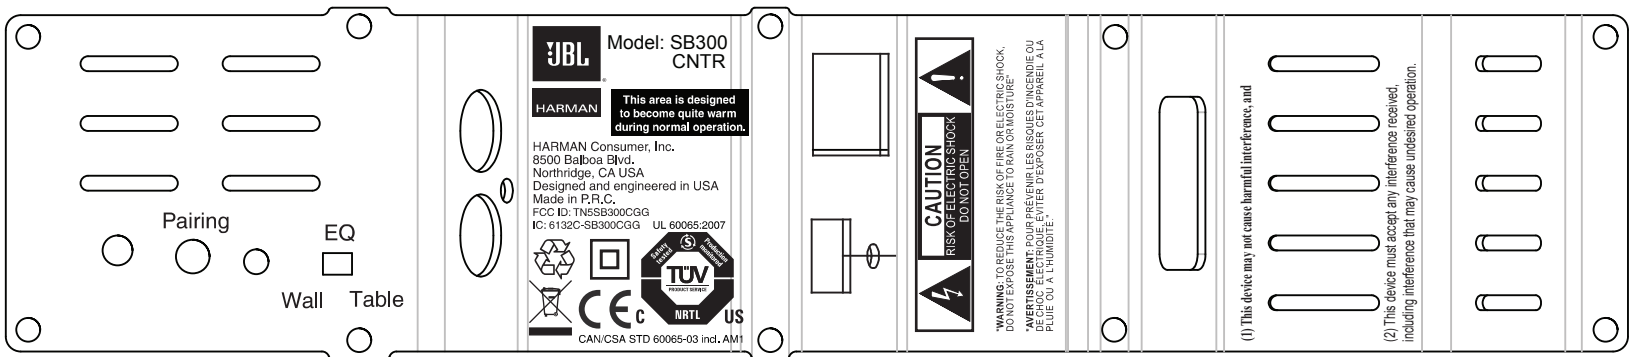 Pairing
EQ
Wall Table
JBL
Model: SB300
CNTR
HARMAN
This area is designed
to become quite warm
during normal operation.
HARMAN Consumer, Inc.
8500 Balboa Blvd.
Northridge, CA USA
Designed and engineered in USA
Made in P.R.C.
FCC ID: TN5SB300CGG
IC: 6132C-SB300CGG UL 60065:2007
Safety
tested
S
Production
monitored
TÜV
PRODUCT SERVICE
CE
C NRTL US
CAN/CSA STD 60065-03 incl. AM1
CAUTION
RISK OF ELECTRIC SHOCK
DO NOT OPEN
"WARNING: TO REDUCE THE RISK OF FIRE OR ELECTRIC SHOCK,
DO NOT EXPOSE THIS APPLIANCE TO RAIN OR MOISTURE"
"AVERTISSEMENT: POUR PRÉVENIR LES RISQUES D'INCENDIE OU
DE CHOC ÉLECTRIQUE, ÉVITER D'EXPOSER CET APPAREIL À LA
PLUIE OU À L'HUMIDITÉ."
(1) This device may not cause harmful interference, and
(2) This device must accept any interference received,
including interference that may cause undesired operation.